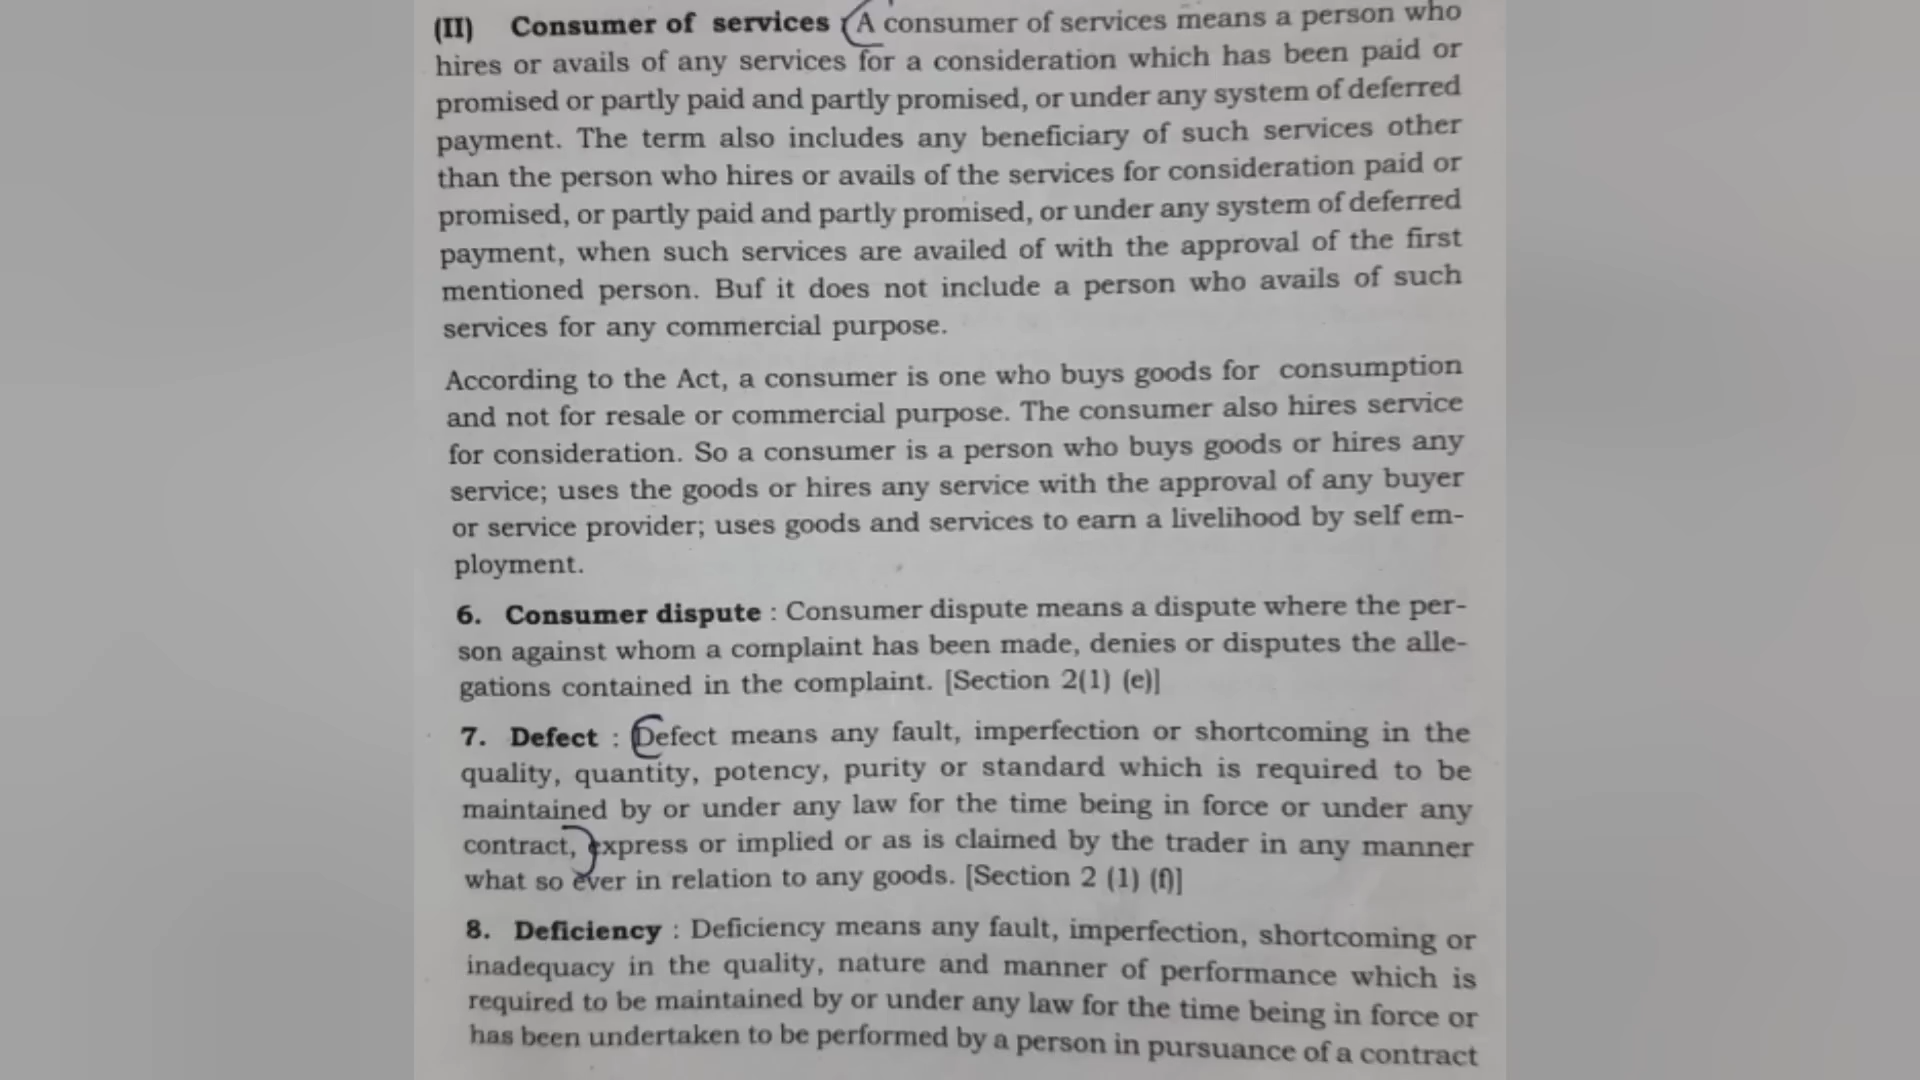 (II) Consumer of services : A consumer of services means a person who
hires or avails of any services for a consideration which has been paid or
promised or partly paid and partly promised, or under any system of deferred
payment. The term also includes any beneficiary of such services other
than the person who hires or avails of the services for consideration paid or
promised, or partly paid and partly promised, or under any system of deferred
payment, when such services are availed of with the approval of the first
mentioned person. Buf it does not include a person who avails of such
services for any commercial purpose.
According to the Act, a consumer is one who buys goods for consumption
and not for resale or commercial purpose. The consumer also hires service
for consideration. So a consumer is a person who buys goods or hires any
service; uses the goods or hires any service with the approval of any buyer
or service provider; uses goods and services to earn a livelihood by self em-
ployment.
6. Consumer dispute : Consumer dispute means a dispute where the per-
son against whom a complaint has been made, denies or disputes the alle-
gations contained in the complaint. [Section 2(1) (e)]
7. Defect : Defect means any fault, imperfection or shortcoming in the
quality, quantity, potency, purity or standard which is required to be
maintained by or under any law for the time being in force or under any
contract, express or implied or as is claimed by the trader in any manner
what so ever in relation to any goods. [Section 2 (1) (f)]
8. Deficiency : Deficiency means any fault, imperfection, shortcoming or
inadequacy in the quality, nature and manner of performance which is
required to be maintained by or under any law for the time being in force or
has been undertaken to be performed by a person in pursuance of a contract